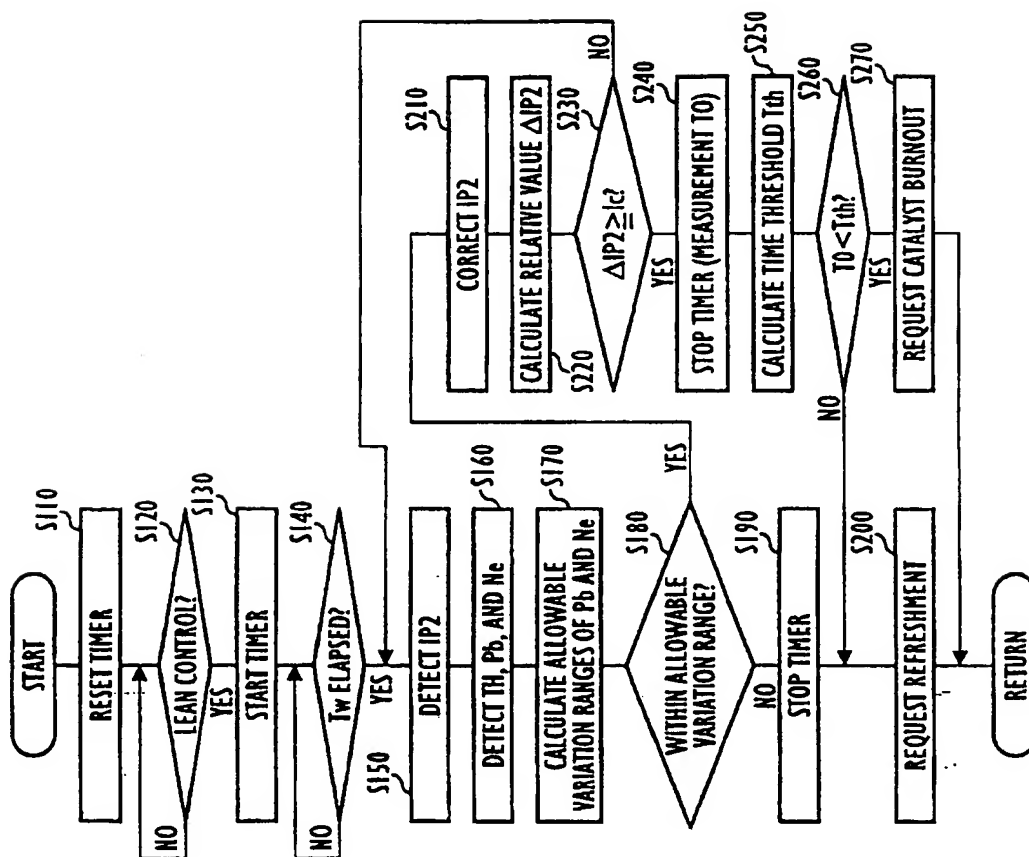 START
S110
RESET TIMER
S120
LEAN CONTROL?
NO
YES
S130
START TIMER
S140
Tw ELAPSED?
NO
YES
S150
DETECT IP2
S160
DETECT TH, Pb, AND Ne
S170
CALCULATE ALLOWABLE
VARIATION RANGES OF Pb AND Ne
S180
WITHIN ALLOWABLE
VARIATION RANGE?
YES
NO
S190
STOP TIMER
S200
REQUEST REFRESHMENT
RETURN
S210
CORRECT IP2
CALCULATE RELATIVE VALUE ΔIP2
S220
S230
ΔIP2≧Ic?
NO
YES
S240
STOP TIMER (MEASUREMENT T0)
S250
CALCULATE TIME THRESHOLD Tth
S260
T0<Tth?
NO
YES
S270
REQUEST CATALYST BURNOUT